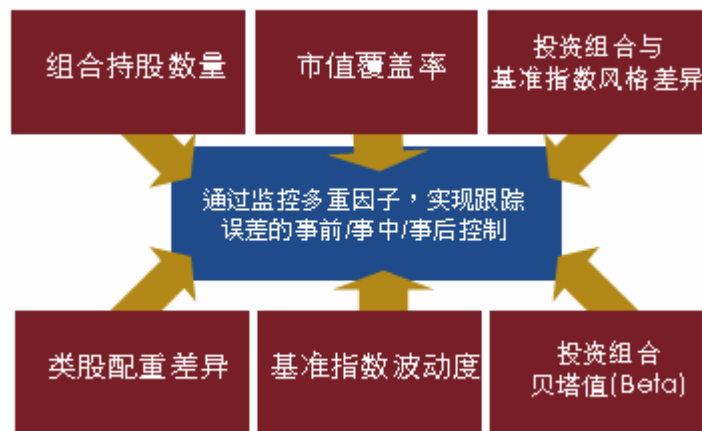 组合持股数量
市值覆盖率
投资组合与
基准指数风格差异
通过监控多重因子，实现跟踪
误差的事前/事中/事后控制
类股配重差异
基准指数波动度
投资组合
贝塔值(Beta)